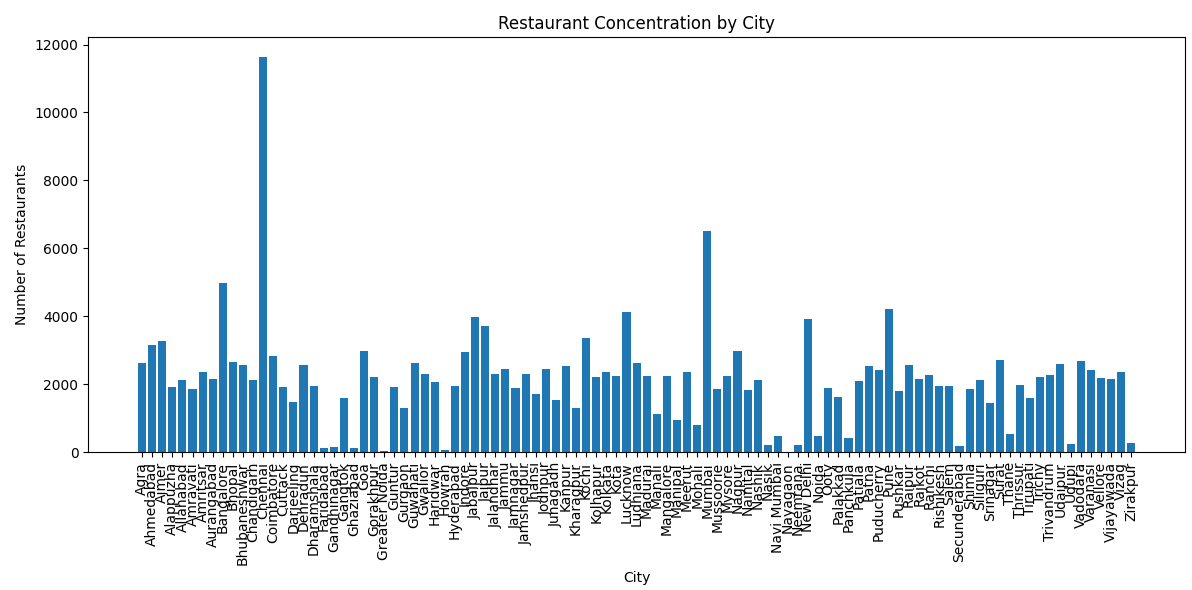 Restaurant Concentration by City
Number of Restaurants
12000
10000
8000
6000
4000
2000
0
Agra
Ahmedabad
Ajmer
Alappuzha
Allahabad
Amravati
Amritsar
Aurangabad
Bangalore
Bhopal
Bhubaneshwar
Chandigarh
Chennai
Coimbatore
Cuttack
Darjeeling
Dehradun
Dharamshala
Faridabad
Gandhinagar
Gangtok
Ghaziabad
Goa
Gorakhpur
Greater Noida
Guntur
Gurgaon
Guwahati
Gwalior
Haridwar
Howrah
Hyderabad
Indore
Jabalpur
Jaipur
Jalandhar
Jammu
Jamnagar
Jamshedpur
Jhansi
Jodhpur
Junagadh
Kanpur
Kharagpur
Kochi
Kolhapur
Kolkata
Kota
Lucknow
Ludhiana
Madurai
Manali
Mangalore
Manipal
Meerut
Mohali
Mumbai
Mussoorie
Mysore
Nagpur
Nainital
Nashik
Nasik
Navi Mumbai
Nayagaon
Neemrana
New Delhi
Noida
Ooty
Palakkad
Panchkula
Patiala
Patna
Puducherry
Pune
Pushkar
Raipur
Rajkot
Ranchi
Rishikesh
Salem
Secunderabad
Shimla
Siliguri
Srinagar
Surat
Thane
Thrissur
Tirupati
Trichy
Trivandrum
Udaipur
Udupi
Vadodara
Varanasi
Vellore
Vijayawada
Vizag
Zirakpur
City